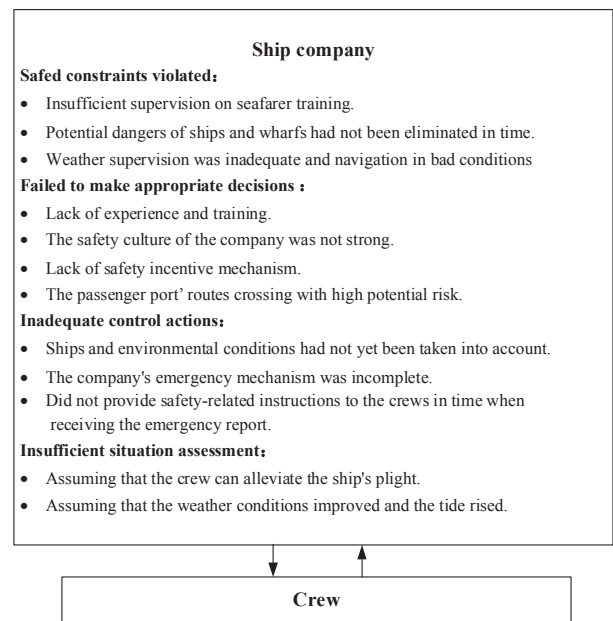 Ship company
Safed constraints violated：
• Insufficient supervision on seafarer training.
• Potential dangers of ships and wharfs had not been eliminated in time.
• Weather supervision was inadequate and navigation in bad conditions
Failed to make appropriate decisions：
• Lack of experience and training.
• The safety culture of the company was not strong.
• Lack of safety incentive mechanism.
• The passenger port’ routes crossing with high potential risk.
Inadequate control actions：
• Ships and environmental conditions had not yet been taken into account.
• The company's emergency mechanism was incomplete.
• Did not provide safety-related instructions to the crews in time when
receiving the emergency report.
Insufficient situation assessment：
• Assuming that the crew can alleviate the ship's plight.
• Assuming that the weather conditions improved and the tide rised.
Crew